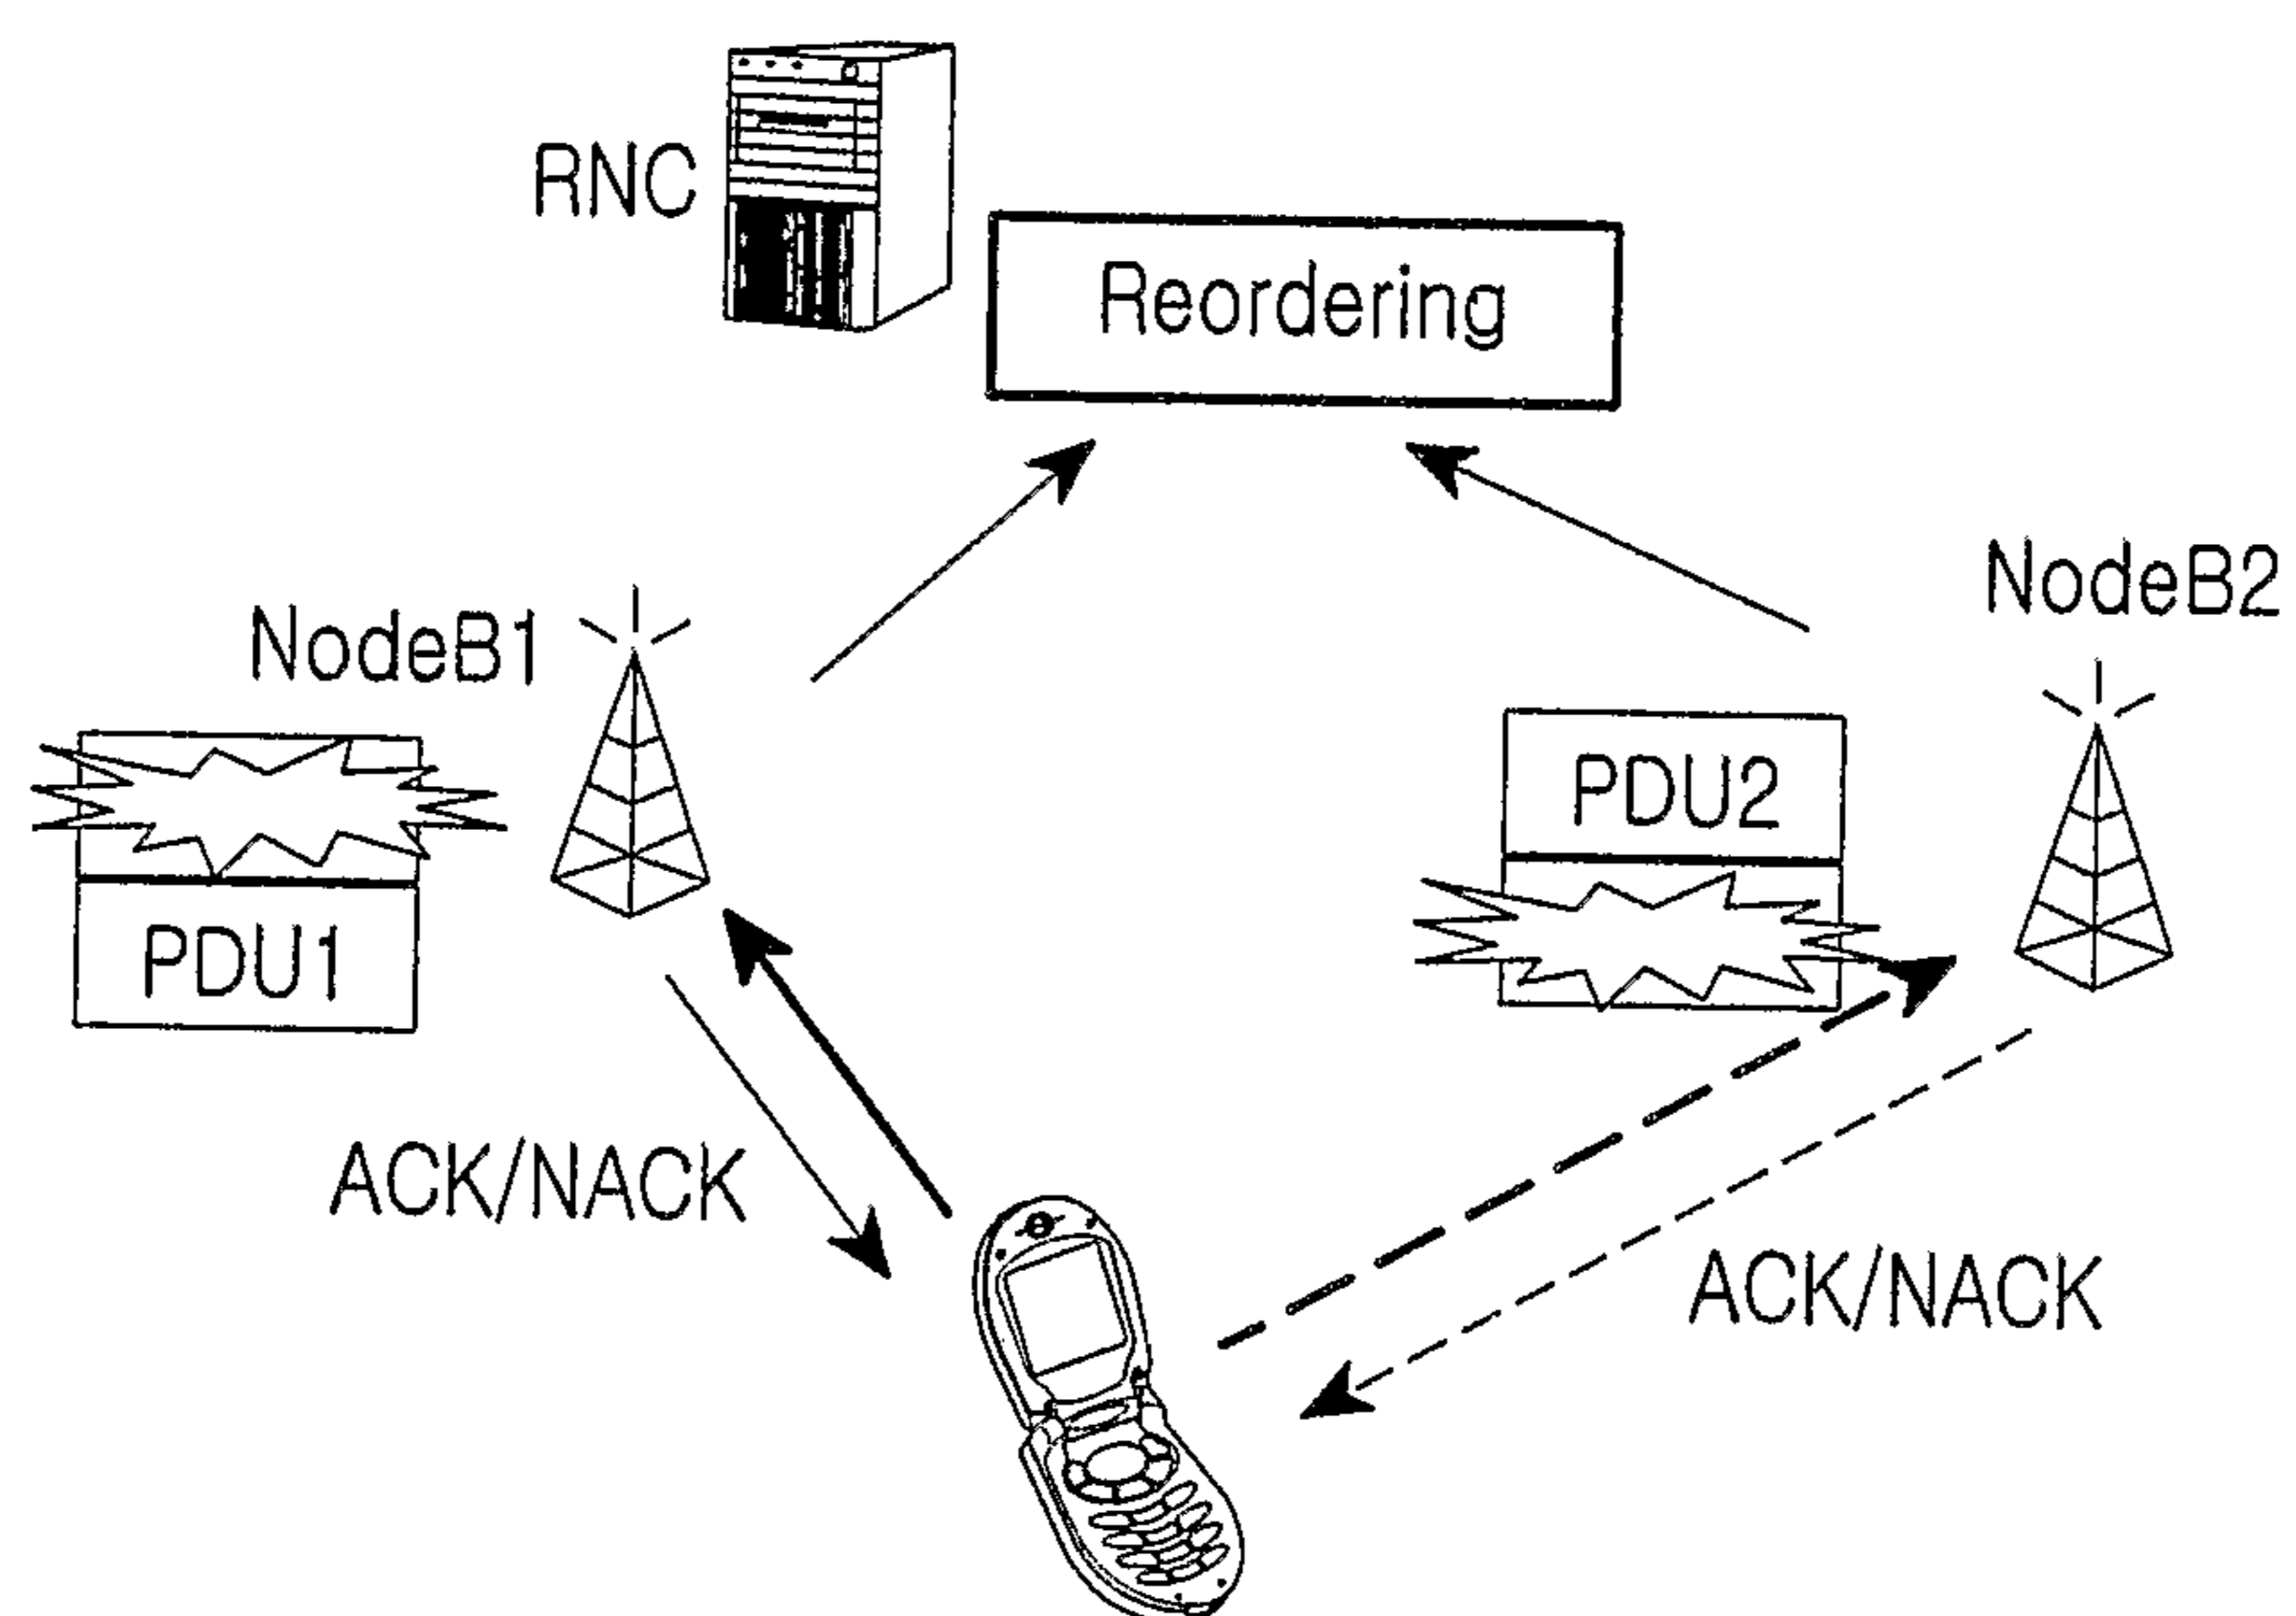 RNC
Reordering
NodeB2
NodeB1
PDU2
PDU1
ACK/NACK
ACK/NACK